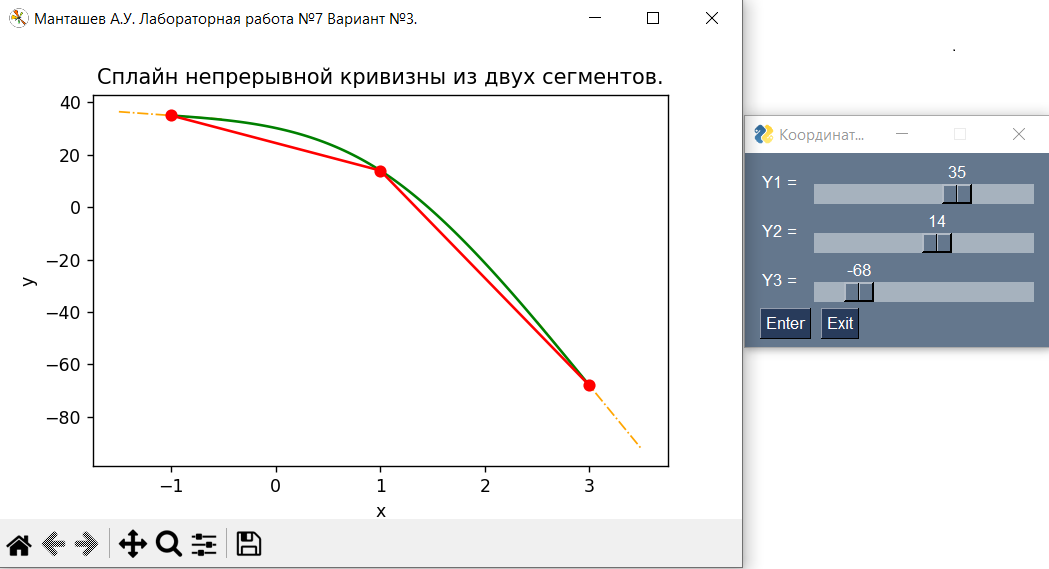 Манташев А.У. Лабораторная работа №7 Вариант №3.
Сплайн непрерывной кривизны из двух сегментов.
40
20
0
−20
−40
−60
−80
y
−1 0 1 2 3
x
Координат...
35
Y1 =
14
Y2 =
-68
Y3 =
Enter Exit